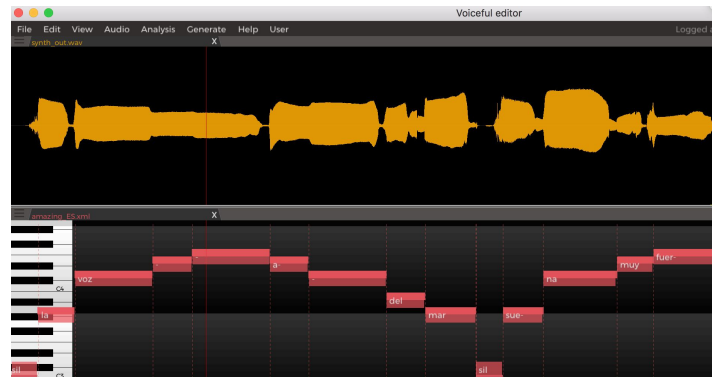 Voiceful editor
File Edit View Audio Analysis Generate Help User Logged
synth_out.wav X
amazing_ES.xml X
fuer-
- a- muy
voz - na
C4
del
la mar sue-
sil sil
C3